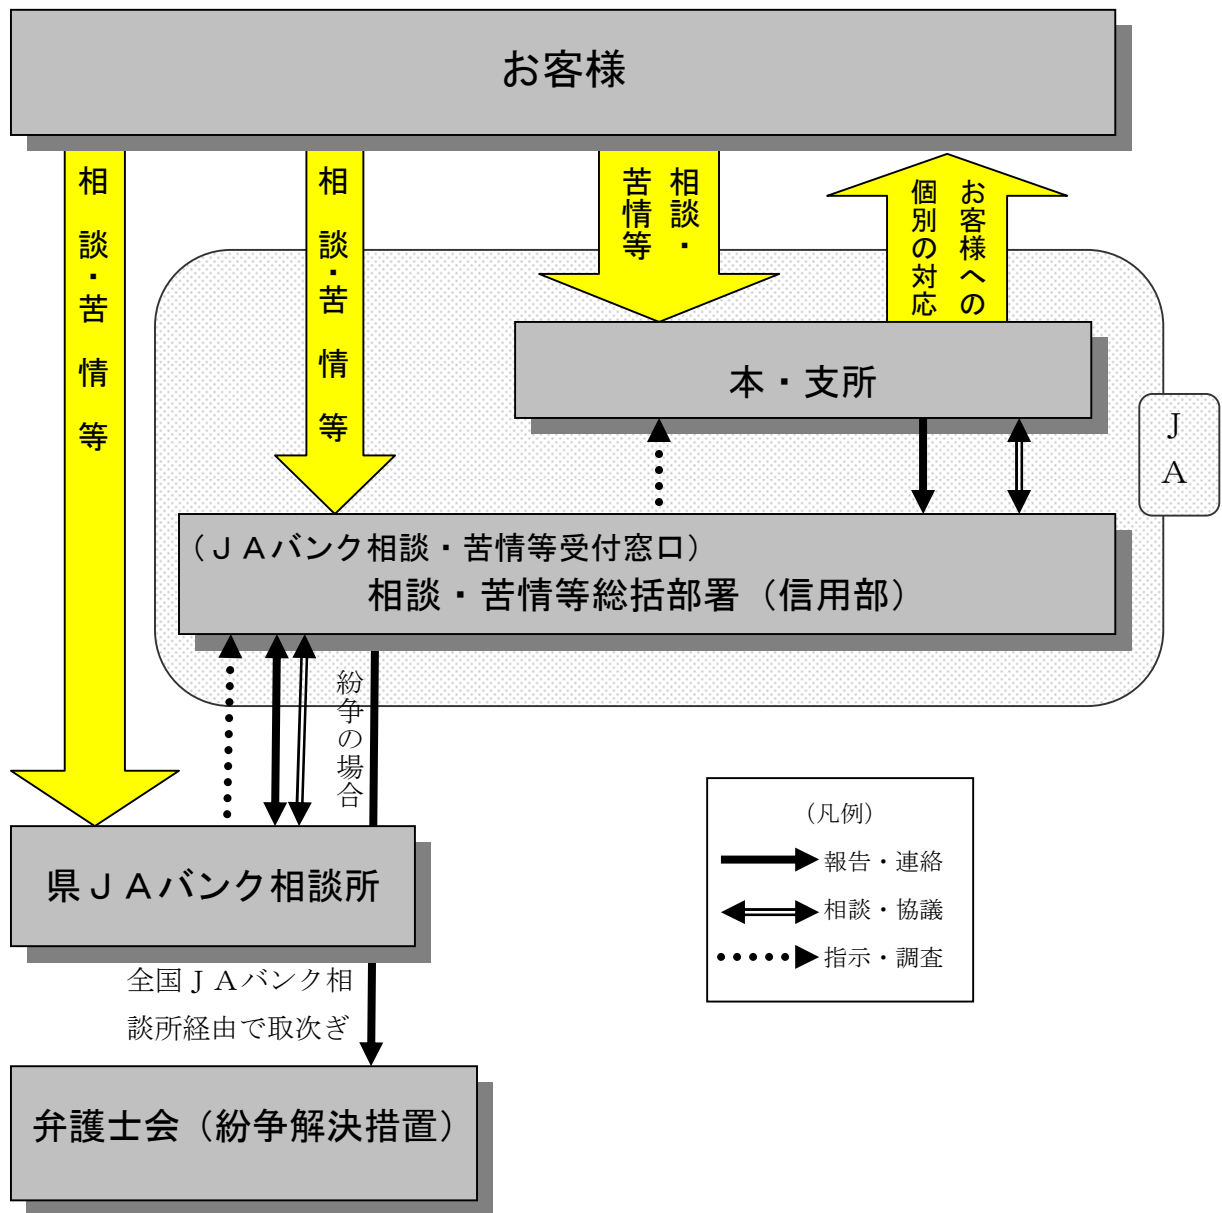 お客様
相談・苦情等
相談・苦情等
相談・
苦情等
お客様への
個別の対応
本・支所
ＪＡ
（ＪＡバンク相談・苦情等受付窓口）
相談・苦情等総括部署（信用部）
紛争の場合
県ＪＡバンク相談所
（凡例）
報告・連絡
相談・協議
指示・調査
全国ＪＡバンク相
談所経由で取次ぎ
弁護士会（紛争解決措置）